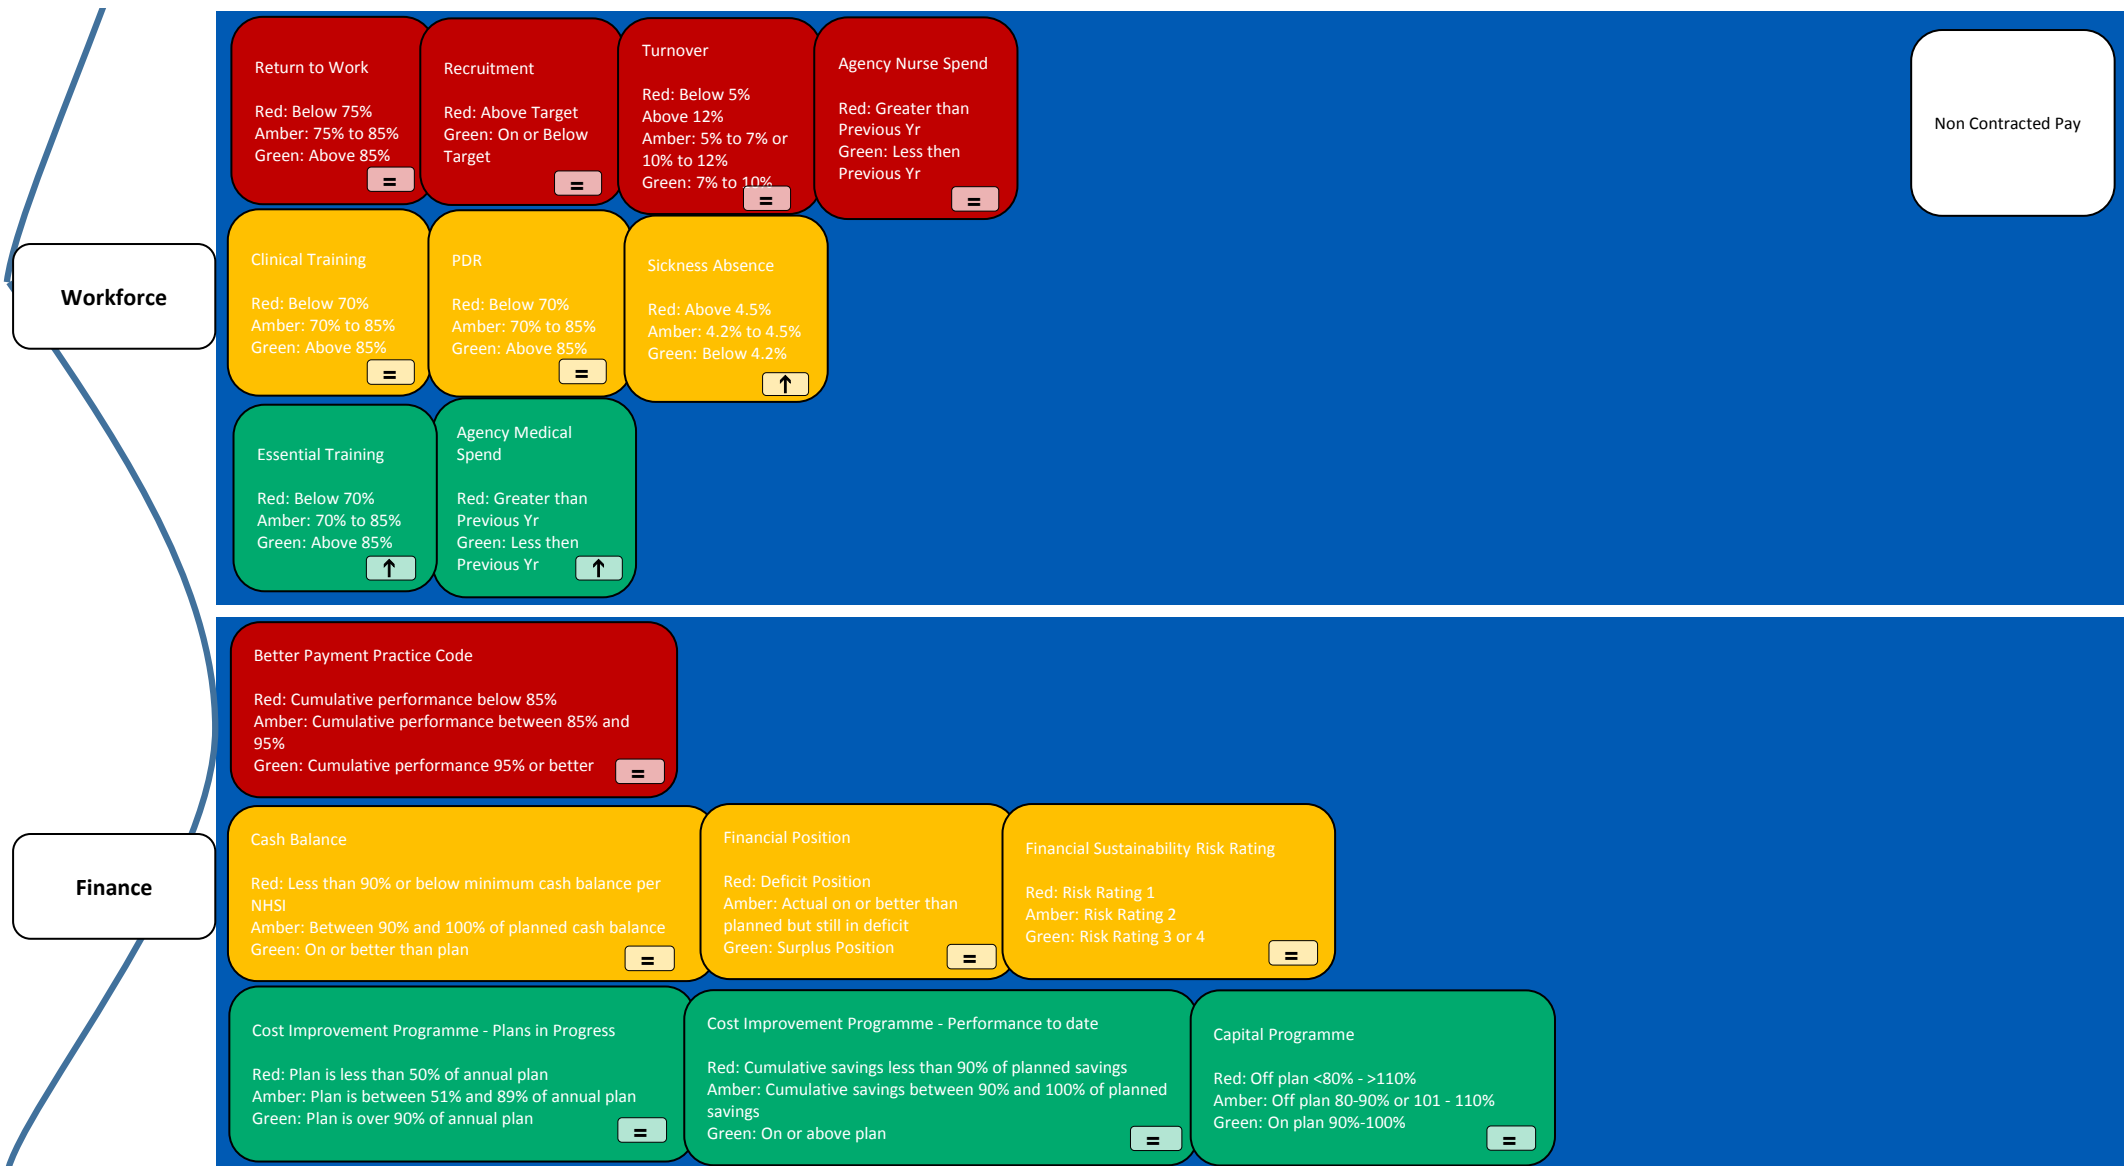 Return to Work
Red: Below 75%
Amber: 75% to 85%
Green: Above 85%
=
Recruitment
Red: Above Target
Green: On or Below
Target
=
Turnover
Red: Below 5%
Above 12%
Amber: 5% to 7% or
10% to 12%
Green: 7% to 10%
=
Agency Nurse Spend
Red: Greater than
Previous Yr
Green: Less then
Previous Yr
=
Non Contracted Pay
Workforce
Clinical Training
Red: Below 70%
Amber: 70% to 85%
Green: Above 85%
=
PDR
Red: Below 70%
Amber: 70% to 85%
Green: Above 85%
=
Sickness Absence
Red: Above 4.5%
Amber: 4.2% to 4.5%
Green: Below 4.2%
↑
Essential Training
Red: Below 70%
Amber: 70% to 85%
Green: Above 85%
↑
Agency Medical
Spend
Red: Greater than
Previous Yr
Green: Less then
Previous Yr
↑
Better Payment Practice Code
Red: Cumulative performance below 85%
Amber: Cumulative performance between 85% and
95%
Green: Cumulative performance 95% or better
=
Finance
Cash Balance
Red: Less than 90% or below minimum cash balance per
NHSI
Amber: Between 90% and 100% of planned cash balance
Green: On or better than plan
=
Financial Position
Red: Deficit Position
Amber: Actual on or better than
planned but still in deficit
Green: Surplus Position
=
Financial Sustainability Risk Rating
Red: Risk Rating 1
Amber: Risk Rating 2
Green: Risk Rating 3 or 4
=
Cost Improvement Programme - Plans in Progress
Red: Plan is less than 50% of annual plan
Amber: Plan is between 51% and 89% of annual plan
Green: Plan is over 90% of annual plan
=
Cost Improvement Programme - Performance to date
Red: Cumulative savings less than 90% of planned savings
Amber: Cumulative savings between 90% and 100% of planned
savings
Green: On or above plan
=
Capital Programme
Red: Off plan <80% - >110%
Amber: Off plan 80-90% or 101 - 110%
Green: On plan 90%-100%
=